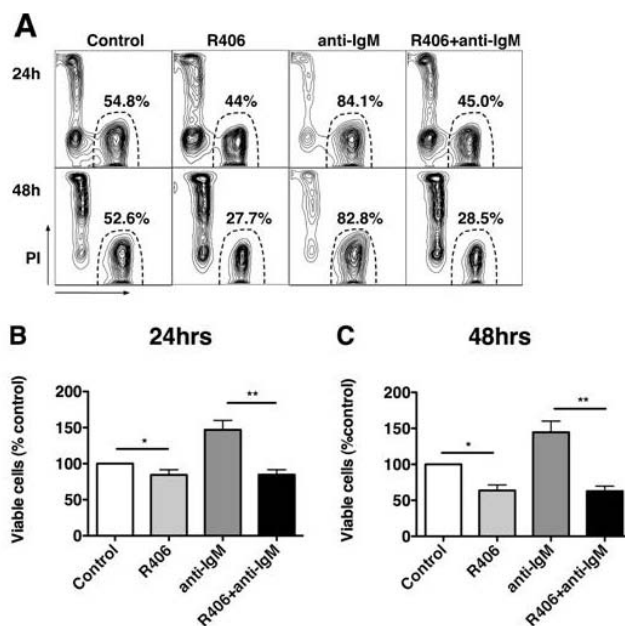 A
Control R406 anti-IgM R406+anti-IgM
24h
54.8% 44% 84.1% 45.0%
48h
52.6% 27.7% 82.8% 28.5%
PI
B 24hrs
Viable cells (% control)
200
150
100
50
0
* **
Control R406 anti-IgM R406+anti-IgM
C 48hrs
Viable cells (%control)
200
150
100
50
0
* **
Control R406 anti-IgM R406+anti-IgM